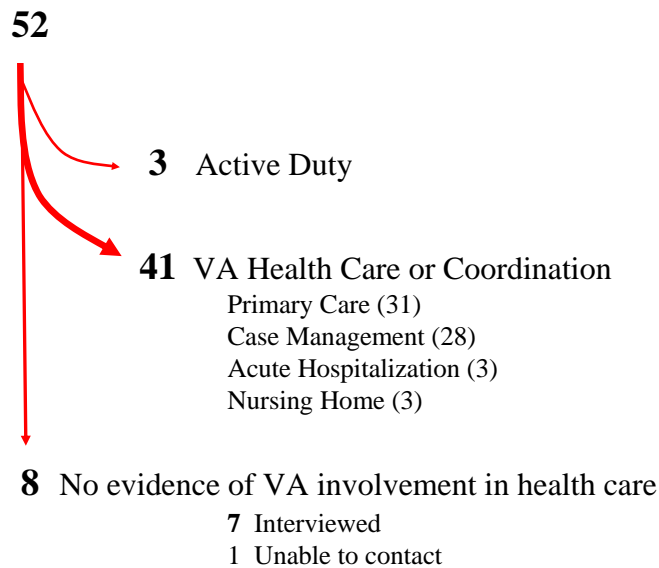 52
3 Active Duty
41 VA Health Care or Coordination
Primary Care (31)
Case Management (28)
Acute Hospitalization (3)
Nursing Home (3)
8 No evidence of VA involvement in health care
7 Interviewed
1 Unable to contact